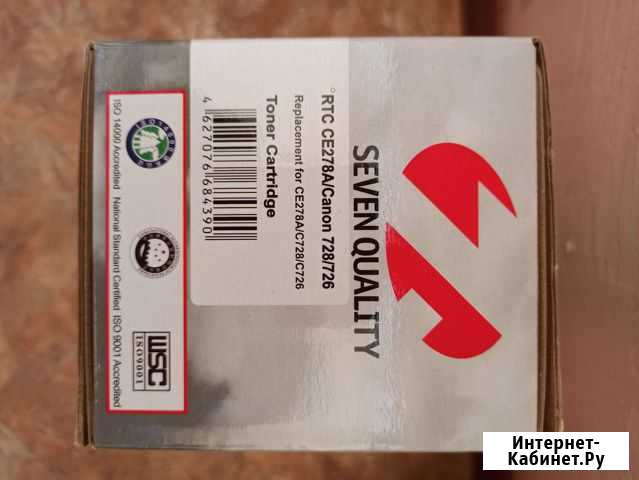 SEVEN QUALITY
°RTC CE278A/Canon 728/726
Replacement for CE278A/C728/C726
Toner Cartridge
4 627076 684390
ISO 14000 Accredited
National Standard Certified
ISO 9001 Accredited
WSC
ISO9001
Интернет-
Кабинет.Ру